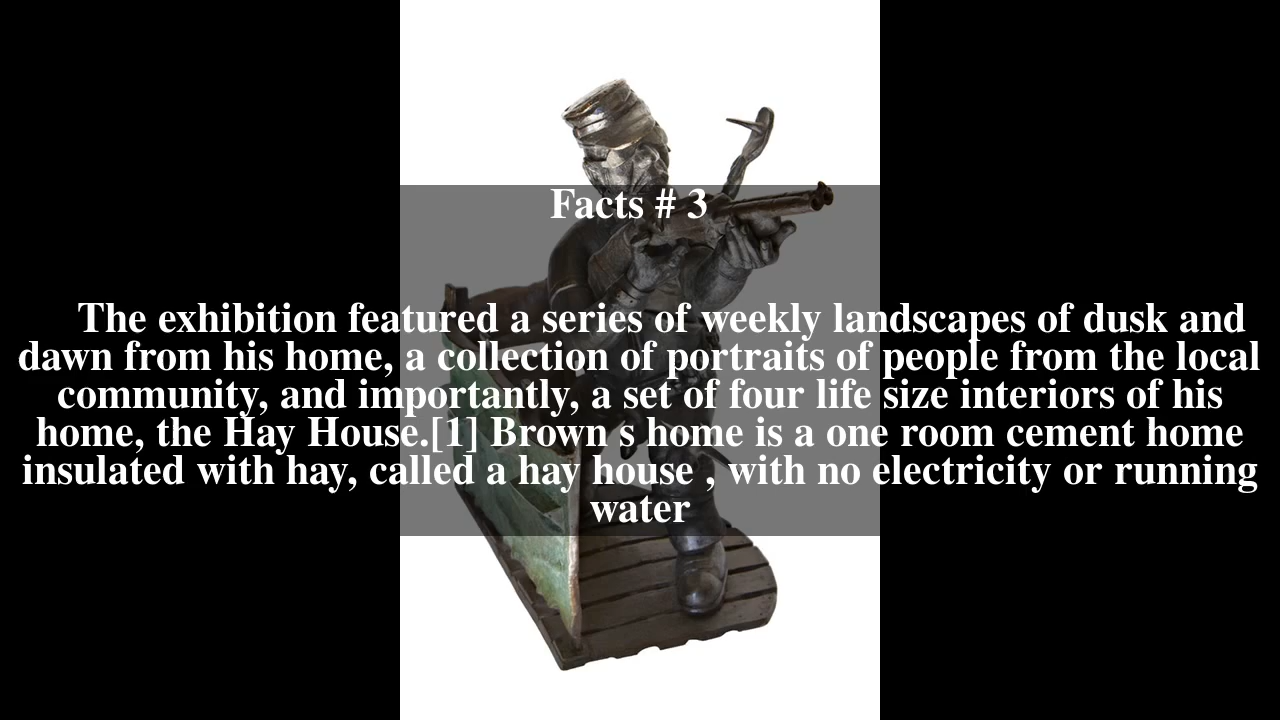 Facts # 3
The exhibition featured a series of weekly landscapes of dusk and
dawn from his home, a collection of portraits of people from the local
community, and importantly, a set of four life size interiors of his
home, the Hay House.[1] Brown s home is a one room cement home
insulated with hay, called a hay house , with no electricity or running
water